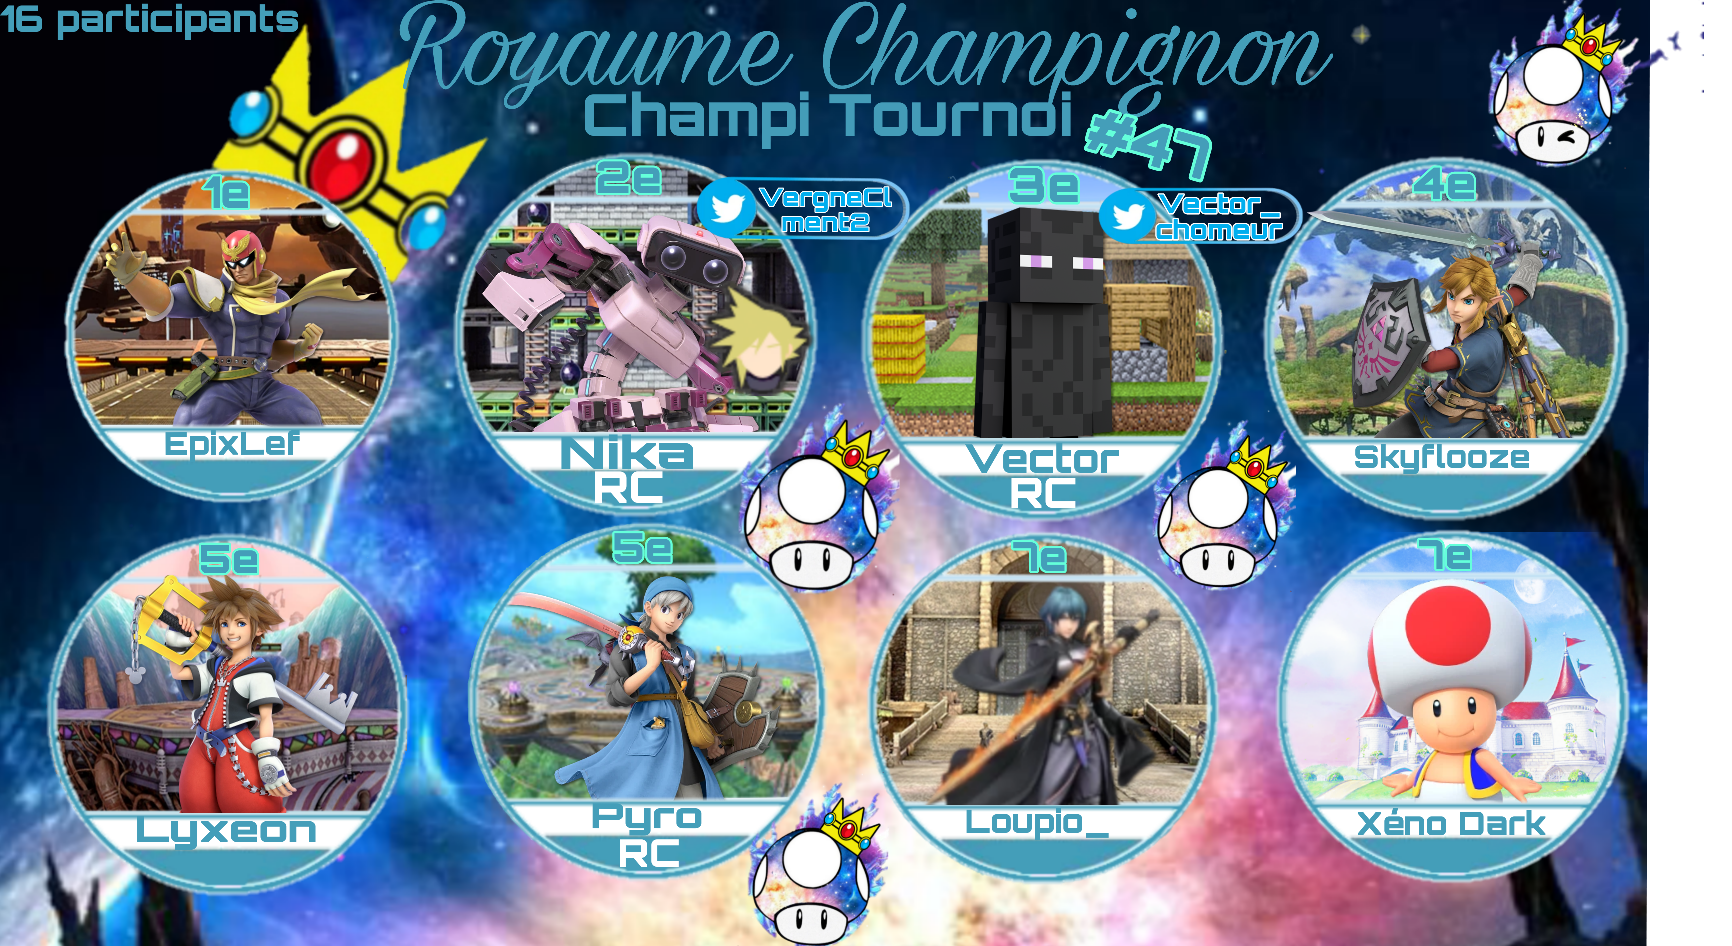 16 participants
Royaume Champignon
Champi Tournoi
#47
1e
2e
VergneCl
ment2
3e
Vector_
chomeur
4e
EpixLef
Nika
RC
Vector
RC
Skyflooze
5e
5e
7e
7e
Lyxeon
Pyro
RC
Loupio_
Xéno Dark